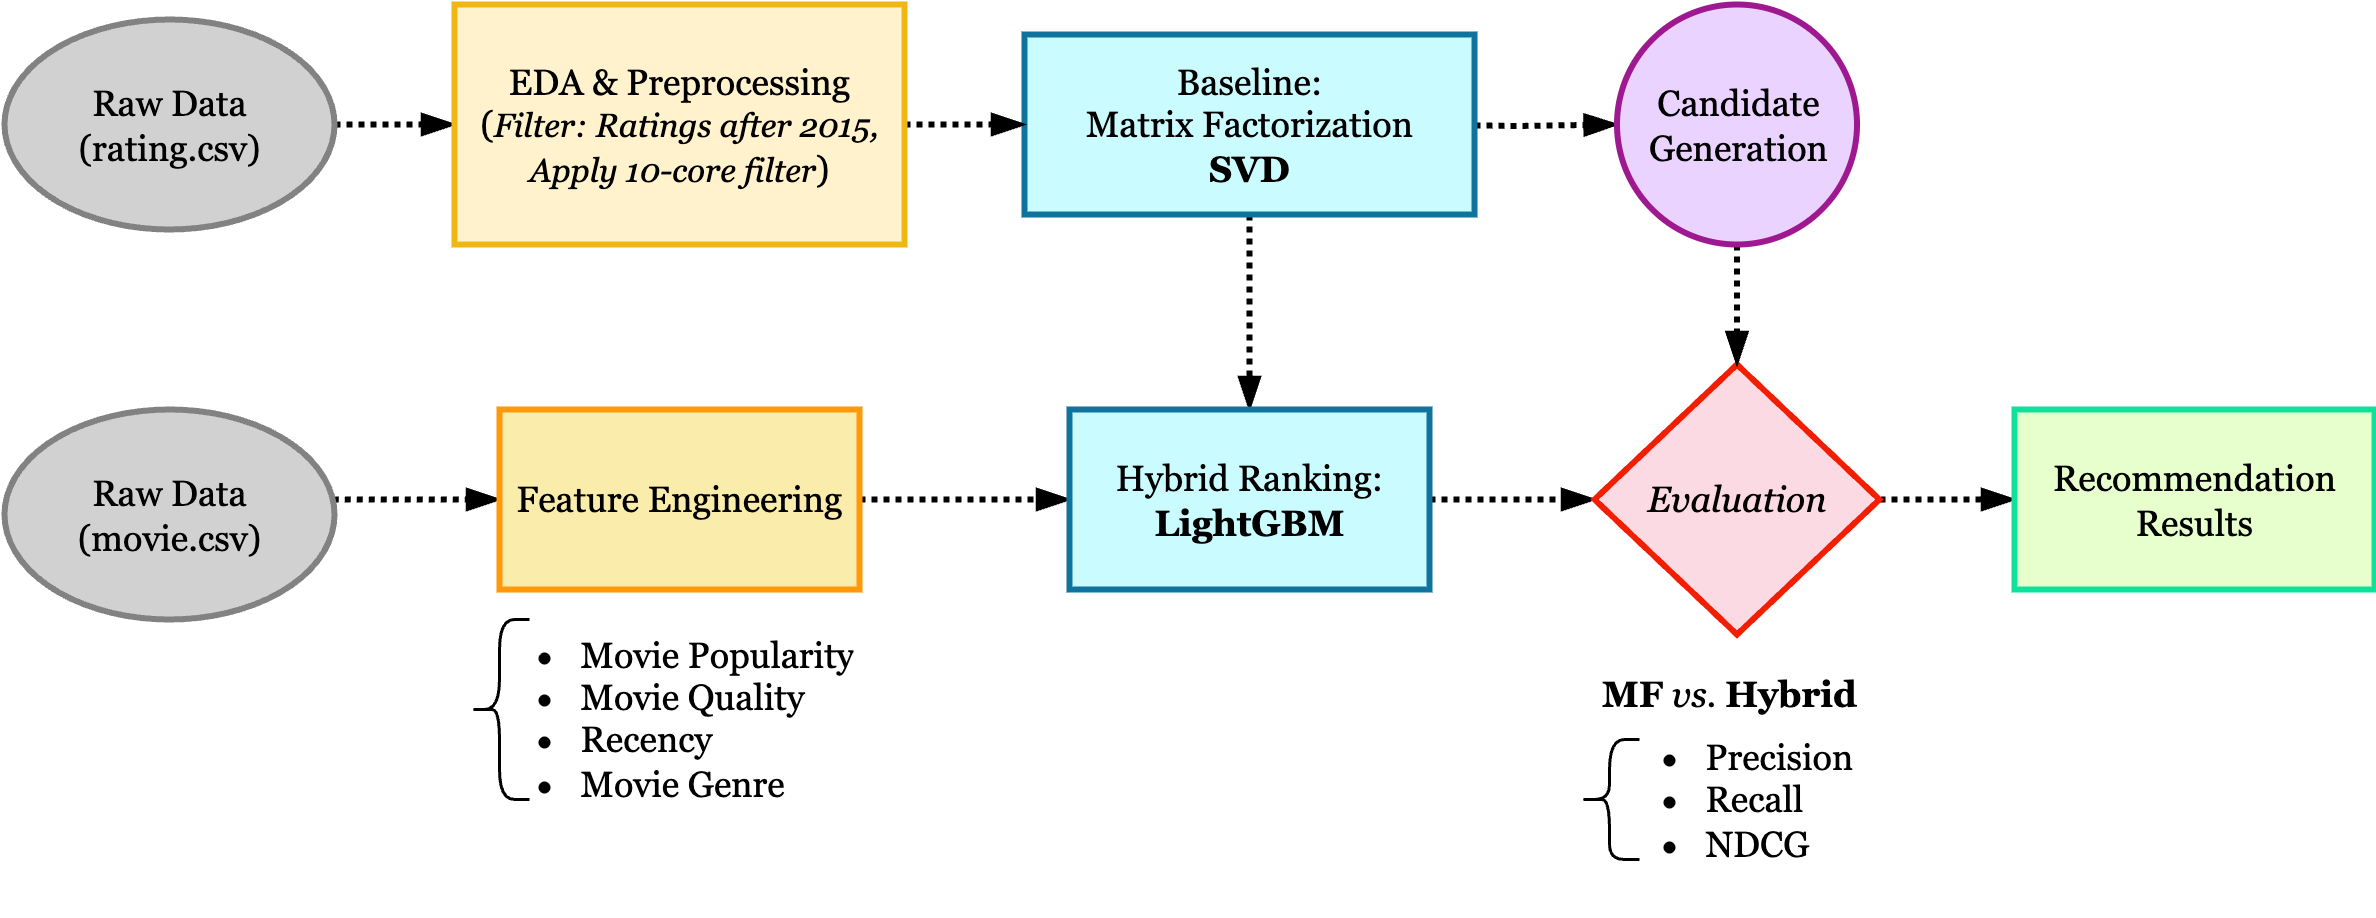 Raw Data
(rating.csv)
EDA & Preprocessing
(Filter: Ratings after 2015,
Apply 10-core filter)
Baseline:
Matrix Factorization
SVD
Candidate
Generation
Raw Data
(movie.csv)
Feature Engineering
Hybrid Ranking:
LightGBM
Evaluation
Recommendation
Results
• Movie Popularity
• Movie Quality
• Recency
• Movie Genre
MF vs. Hybrid
• Precision
• Recall
• NDCG